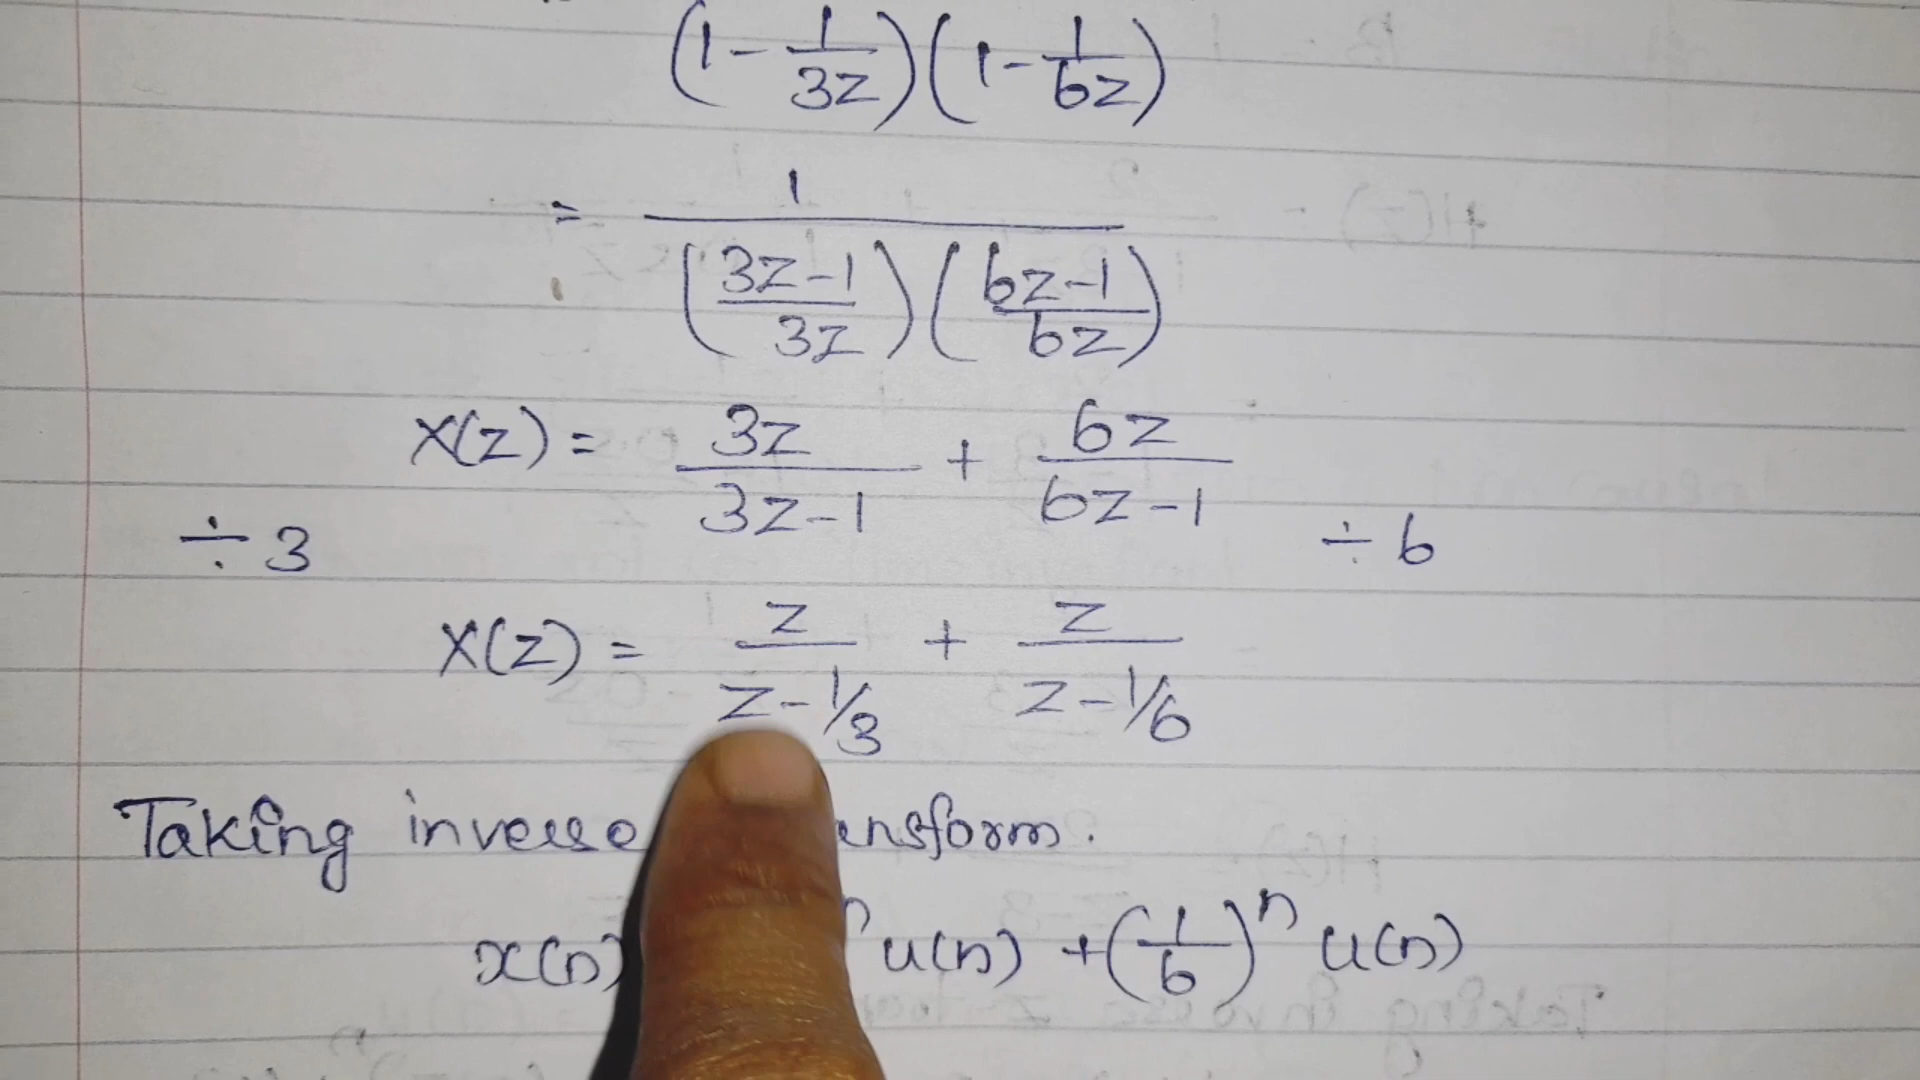 (1 - 1/3z)(1 - 1/6z)
= 1/((3z-1)/3z)((6z-1)/6z)
X(z) = 3z/(3z-1) + 6z/(6z-1)
÷3 ÷6
X(z) = z/(z-1/3) + z/(z-1/6)
Taking inverse
x(n) n u(n) + (1/6)^n u(n)